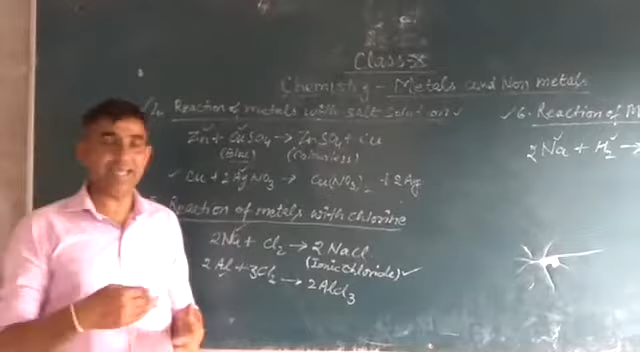 Class-X
Chemistry - Metals and Non metals
4. Reaction of metals with salt solution ✓
Zn + CuSO₄ → ZnSO₄ + Cu
(Blue) (Colourless)
✓ Cu + 2AgNO₃ → Cu(NO₃)₂ + 2Ag
5. Reaction of metals with chlorine
2Na + Cl₂ → 2NaCl
(Ionic Chloride) ✓
2Al + 3Cl₂ → 2AlCl₃
✓ 6. Reaction of M
2Na + H₂ →